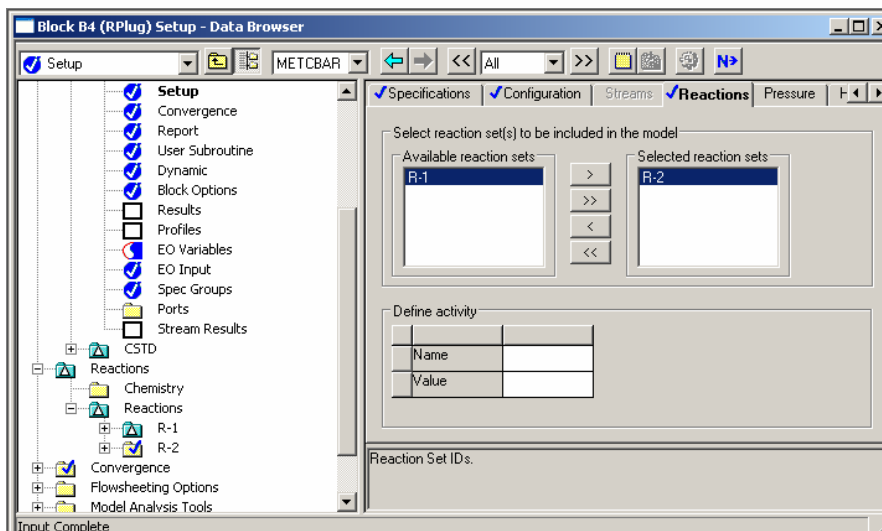 Block B4 (RPlug) Setup - Data Browser
Setup METCBAR << All >> N
Setup
Convergence
Report
User Subroutine
Dynamic
Block Options
Results
Profiles
EO Variables
EO Input
Spec Groups
Ports
Stream Results
CSTD
Reactions
Chemistry
Reactions
R-1
R-2
Convergence
Flowsheeting Options
Model Analysis Tools
Specifications Configuration Streams Reactions Pressure
Select reaction set(s) to be included in the model
Available reaction sets Selected reaction sets
R-1 > R-2
>>
<
<<
Define activity
Name
Value
Reaction Set IDs.
Input Complete